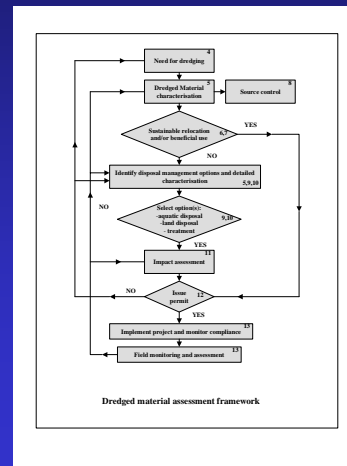 4
Need for dredging
5
Dredged Material
characterisation
8
Source control
Sustainable relocation
and/or beneficial use
6,7
YES
NO
Identify disposal management options and detailed
characterisation
5,9,10
NO
Select option(s):
-aquatic disposal
-land disposal
- treatment
9,10
YES
11
Impact assessment
NO
Issue
permit
12
YES
13
Implement project and monitor compliance
Field monitoring and assessment
13
Dredged material assessment framework